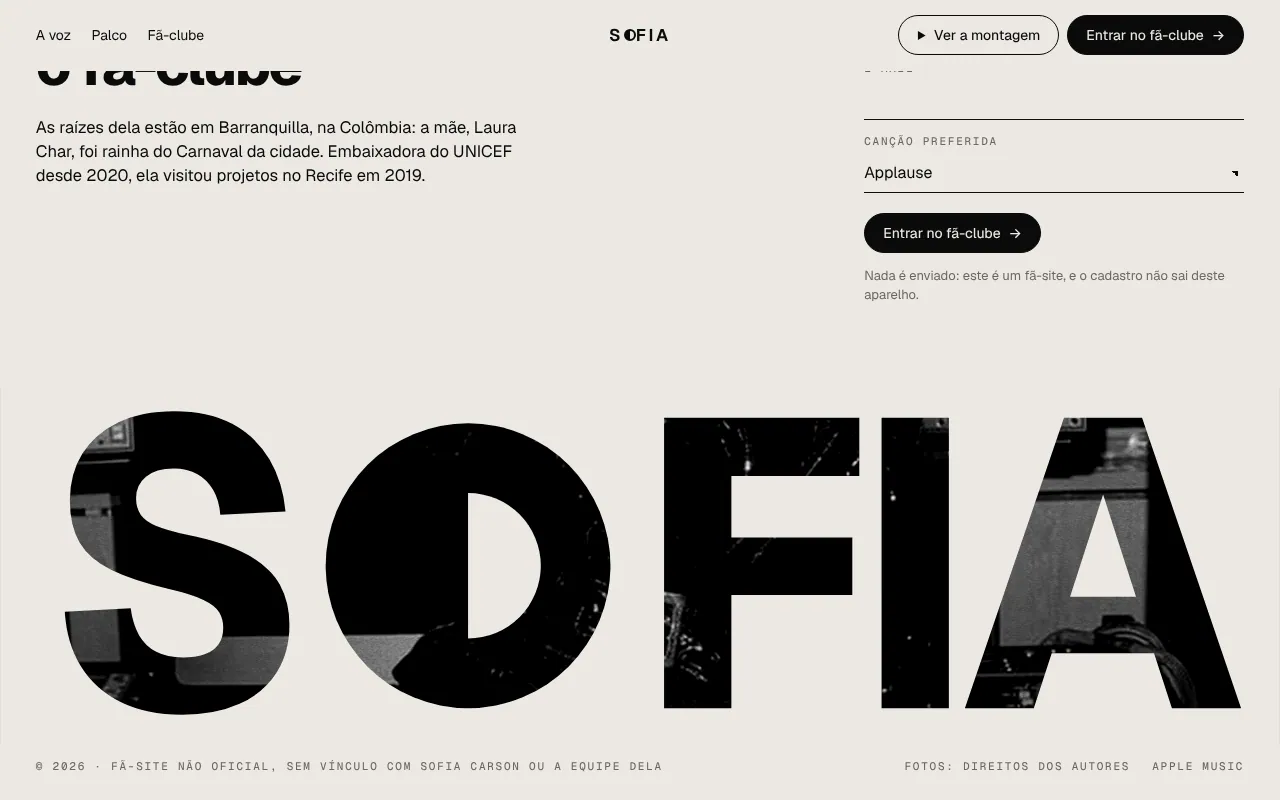 A voz
Palco
Fã-clube
SOFIA
Ver a montagem
Entrar no fã-clube →
o fã-clube
As raízes dela estão em Barranquilla, na Colômbia: a mãe, Laura
Char, foi rainha do Carnaval da cidade. Embaixadora do UNICEF
desde 2020, ela visitou projetos no Recife em 2019.
CANÇÃO PREFERIDA
Applause
Entrar no fã-clube →
Nada é enviado: este é um fã-site, e o cadastro não sai deste
aparelho.
SOFIA
© 2026 · FÃ-SITE NÃO OFICIAL, SEM VÍNCULO COM SOFIA CARSON OU A EQUIPE DELA
FOTOS: DIREITOS DOS AUTORES
APPLE MUSIC